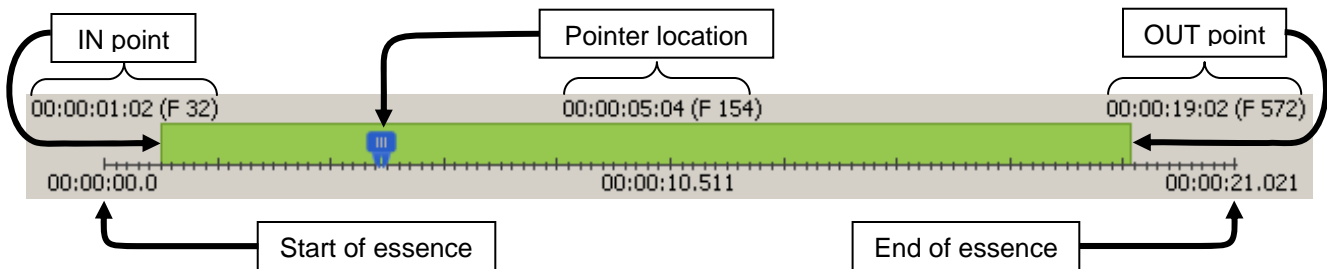 IN point
Pointer location
OUT point
00:00:01:02 (F 32)
00:00:05:04 (F 154)
00:00:19:02 (F 572)
00:00:00.0
00:00:10.511
00:00:21.021
Start of essence
End of essence